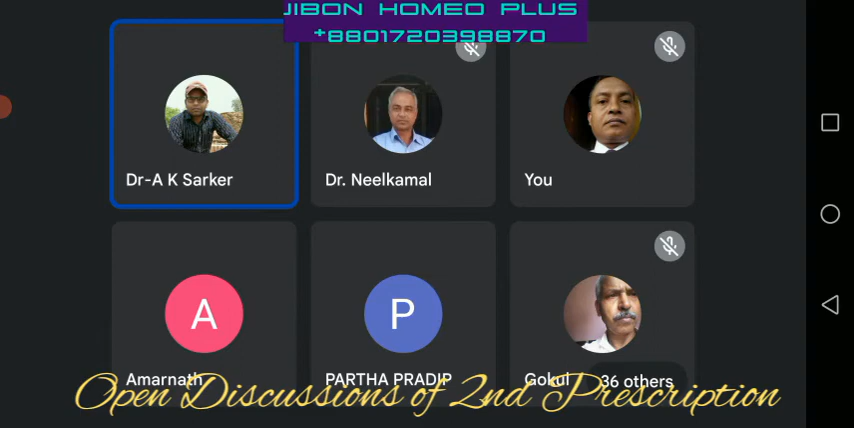 JIBON HOMEO PLUS
+8801720398870
Dr-A K Sarker
Dr. Neelkamal
You
A
P
Amarnath
PARTHA PRADIP
Gokul
36 others
Open Discussions of 2nd Prescription